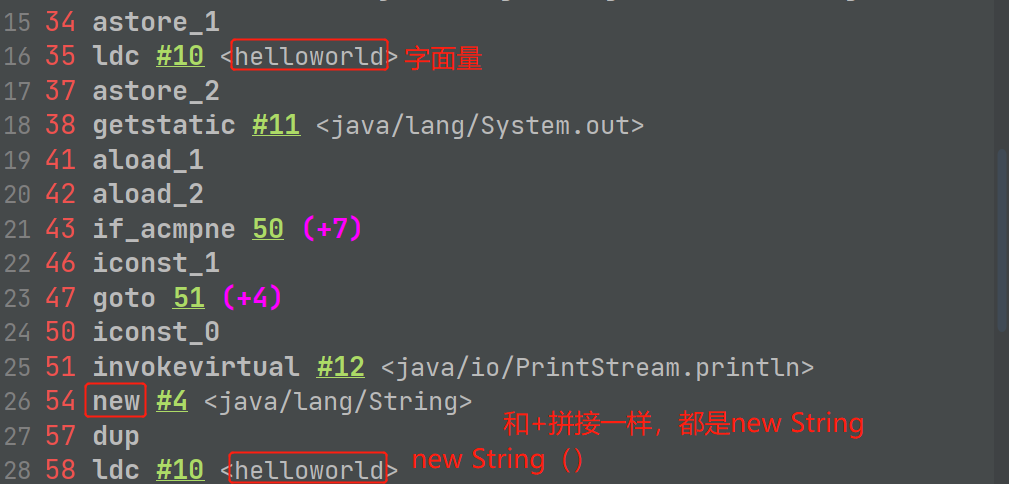 15 34 astore_1
16 35 ldc #10 <helloworld> 字面量
17 37 astore_2
18 38 getstatic #11 <java/lang/System.out>
19 41 aload_1
20 42 aload_2
21 43 if_acmpne 50 (+7)
22 46 iconst_1
23 47 goto 51 (+4)
24 50 iconst_0
25 51 invokevirtual #12 <java/io/PrintStream.println>
26 54 new #4 <java/lang/String>
和+拼接一样，都是new String
27 57 dup
new String（）
28 58 ldc #10 <helloworld>